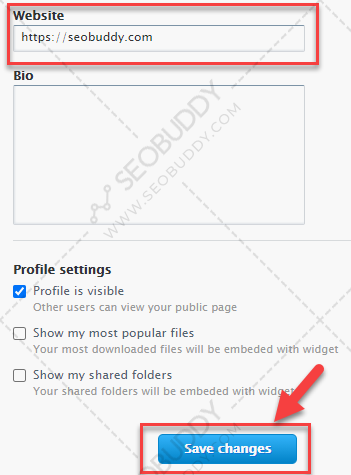 Website
https://seobuddy.com
Bio
SEOBUDDY
WWW.SEOBUDDY.COM
Profile settings
Profile is visible
Other users can view your public page
Show my most popular files
Your most downloaded files will be embeded with widget
Show my shared folders
Your shared folders will be embeded with widget
Save changes